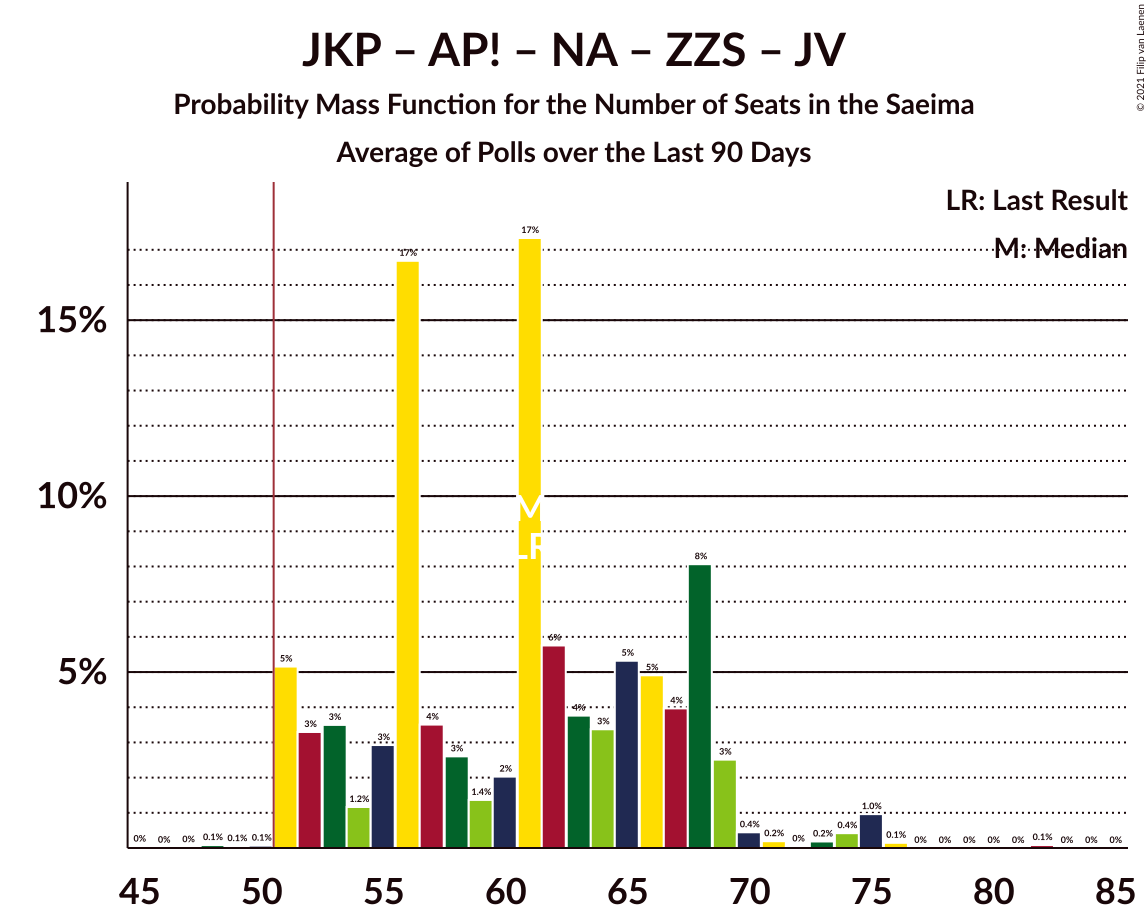 JKP – AP! – NA – ZZS – JV
Probability Mass Function for the Number of Seats in the Saeima
Average of Polls over the Last 90 Days
© 2021 Filip van Laenen
LR: Last Result
M: Median
15%
10%
5%
0% 0% 0% 0.1% 0.1% 0.1% 5% 3% 3% 1.2% 3% 17% 4% 3% 1.4% 2% 17% 6% 4% 3% 5% 5% 4% 8% 3% 0.4% 0.2% 0% 0.2% 0.4% 1.0% 0.1% 0% 0% 0% 0% 0% 0.1% 0% 0% 0%
M
LR
45 50 55 60 65 70 75 80 85